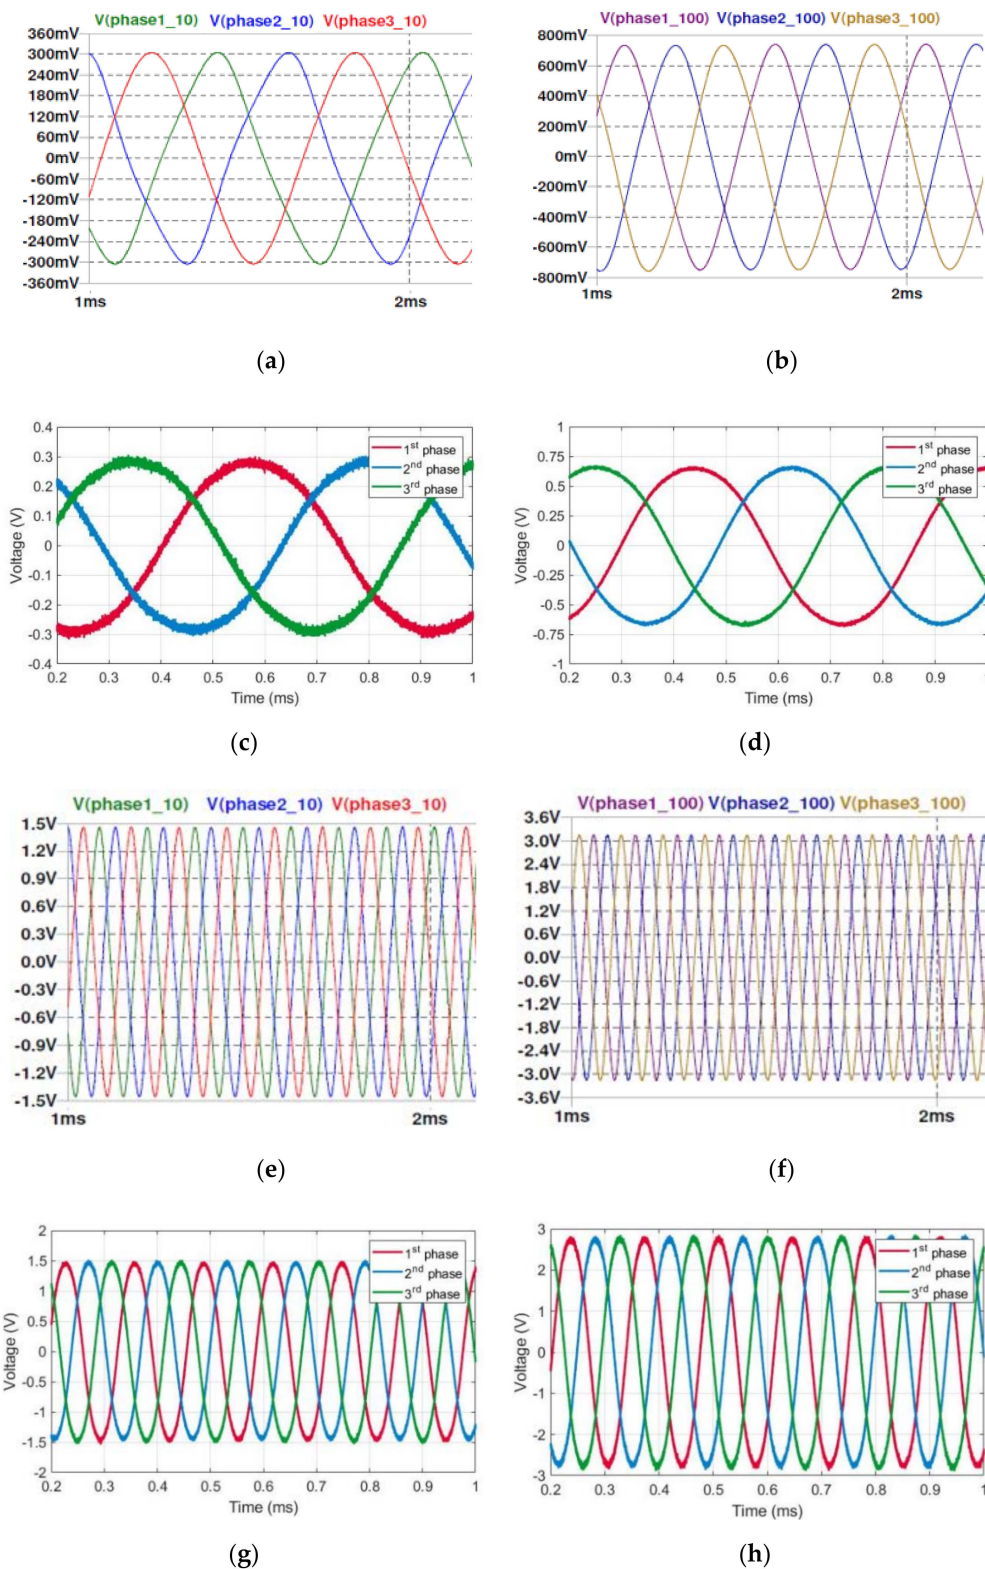 V(phase1_10) V(phase2_10) V(phase3_10)
360mV
300mV
240mV
180mV
120mV
60mV
0mV
-60mV
-120mV
-180mV
-240mV
-300mV
-360mV
1ms 2ms
(a)
V(phase1_100) V(phase2_100) V(phase3_100)
800mV
600mV
400mV
200mV
0mV
-200mV
-400mV
-600mV
-800mV
1ms 2ms
(b)
0.4
0.3
0.2
0.1
0
-0.1
-0.2
-0.3
-0.4
Voltage (V)
1st phase
2nd phase
3rd phase
0.2 0.3 0.4 0.5 0.6 0.7 0.8 0.9 1
Time (ms)
(c)
1
0.75
0.5
0.25
0
-0.25
-0.5
-0.75
-1
Voltage (V)
1st phase
2nd phase
3rd phase
0.2 0.3 0.4 0.5 0.6 0.7 0.8 0.9 1
Time (ms)
(d)
V(phase1_10) V(phase2_10) V(phase3_10)
1.5V
1.2V
0.9V
0.6V
0.3V
0.0V
-0.3V
-0.6V
-0.9V
-1.2V
-1.5V
1ms 2ms
(e)
V(phase1_100) V(phase2_100) V(phase3_100)
3.6V
3.0V
2.4V
1.8V
1.2V
0.6V
0.0V
-0.6V
-1.2V
-1.8V
-2.4V
-3.0V
-3.6V
1ms 2ms
(f)
2
1.5
1
0.5
0
-0.5
-1
-1.5
-2
Voltage (V)
1st phase
2nd phase
3rd phase
0.2 0.3 0.4 0.5 0.6 0.7 0.8 0.9 1
Time (ms)
(g)
3
2
1
0
-1
-2
-3
Voltage (V)
1st phase
2nd phase
3rd phase
0.2 0.3 0.4 0.5 0.6 0.7 0.8 0.9 1
Time (ms)
(h)